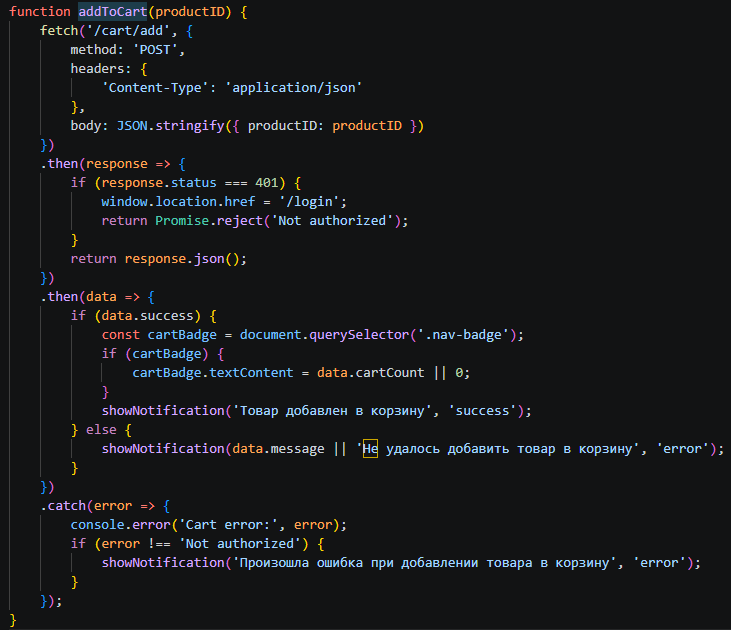 function addToCart(productID) {
    fetch('/cart/add', {
        method: 'POST',
        headers: {
            'Content-Type': 'application/json'
        },
        body: JSON.stringify({ productID: productID })
    })
    .then(response => {
        if (response.status === 401) {
            window.location.href = '/login';
            return Promise.reject('Not authorized');
        }
        return response.json();
    })
    .then(data => {
        if (data.success) {
            const cartBadge = document.querySelector('.nav-badge');
            if (cartBadge) {
                cartBadge.textContent = data.cartCount || 0;
            }
            showNotification('Товар добавлен в корзину', 'success');
        } else {
            showNotification(data.message || 'Не удалось добавить товар в корзину', 'error');
        }
    })
    .catch(error => {
        console.error('Cart error:', error);
        if (error !== 'Not authorized') {
            showNotification('Произошла ошибка при добавлении товара в корзину', 'error');
        }
    });
}